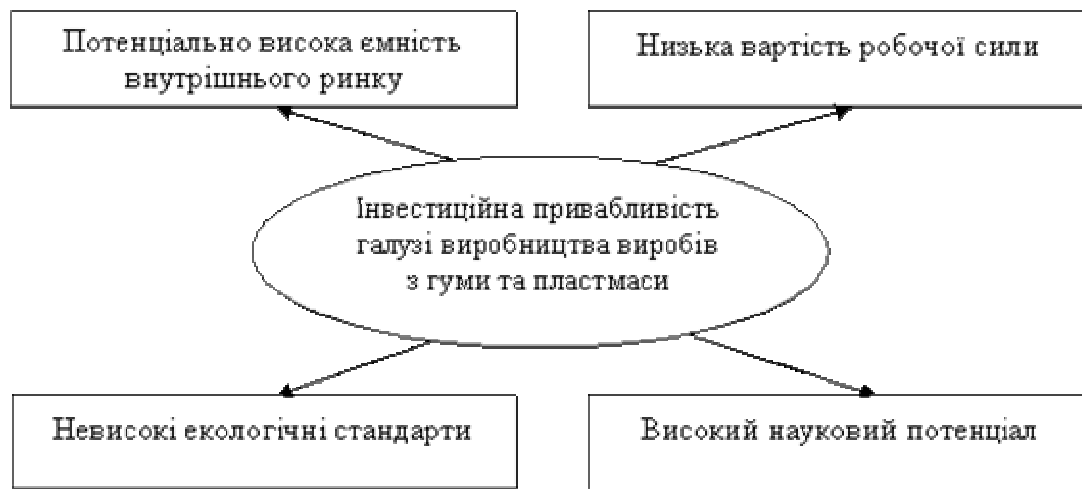 Потенціально висока ємність
внутрішнього ринку
Низька вартість робочої сили
Інвестиційна привабливість
галузі виробництва виробів
з гуми та пластмаси
Невисокі екологічні стандарти
Високий науковий потенціал